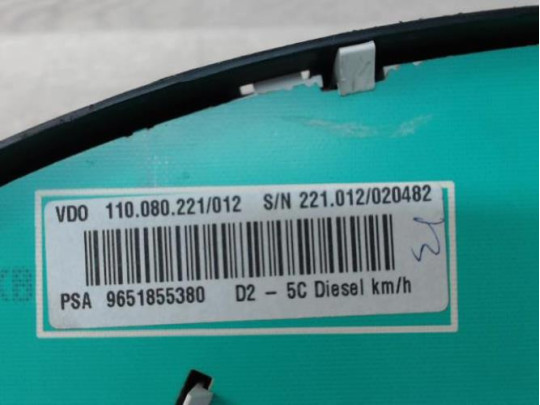 VDO 110.080.221/012 S/N 221.012/020482
PSA 9651855380 D2 - 5C Diesel km/h